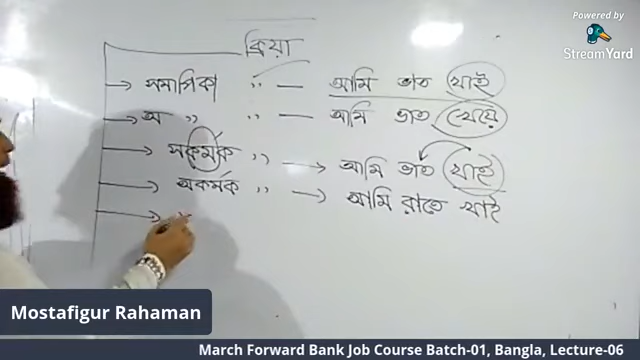 Powered by
StreamYard
ক্রিয়া
সমাপিকা " — আমি ভাত খাই
অ " " — আমি ভাত খেয়ে
সকর্মক " → আমি ভাত খাই
অকর্মক " → আমি রাতে খাই
Mostafigur Rahaman
March Forward Bank Job Course Batch-01, Bangla, Lecture-06